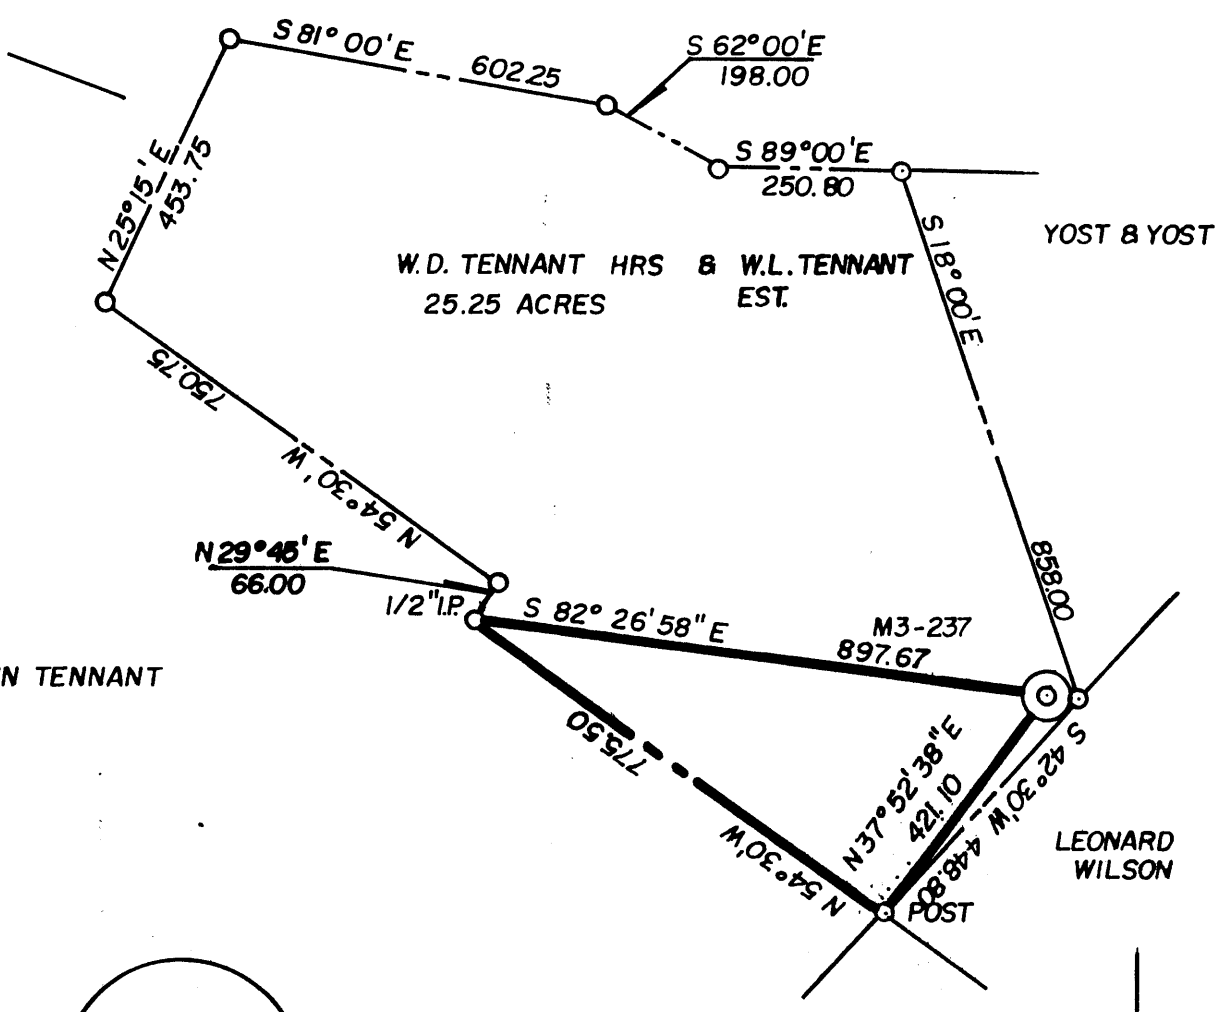 S 81° 00' E
602.25
S 62°00'E
198.00
S 89°00'E
250.80
N 25°15' E
453.75
YOST & YOST
S 18°00'E
W. D. TENNANT HRS & W.L. TENNANT
25.25 ACRES EST.
750.75
N 54°30' W
N 29°45' E
66.00
1/2" I.P.
S 82° 26'58" E
M3-237
897.67
858.00
N TENNANT
775.50
N 54°30'W
N 37° 52' 38" E
421.10
S 42°30'W 448.80
LEONARD
WILSON
POST